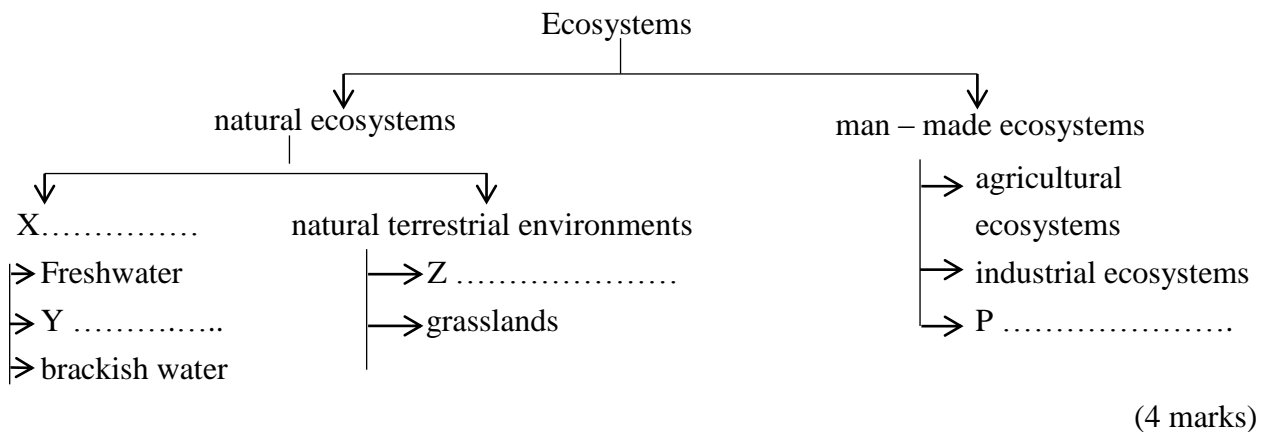 Ecosystems
natural ecosystems
man – made ecosystems
X……………
natural terrestrial environments
agricultural
ecosystems
Freshwater
Z ………………….
industrial ecosystems
Y ……….…..
grasslands
P ………………….
brackish water
(4 marks)